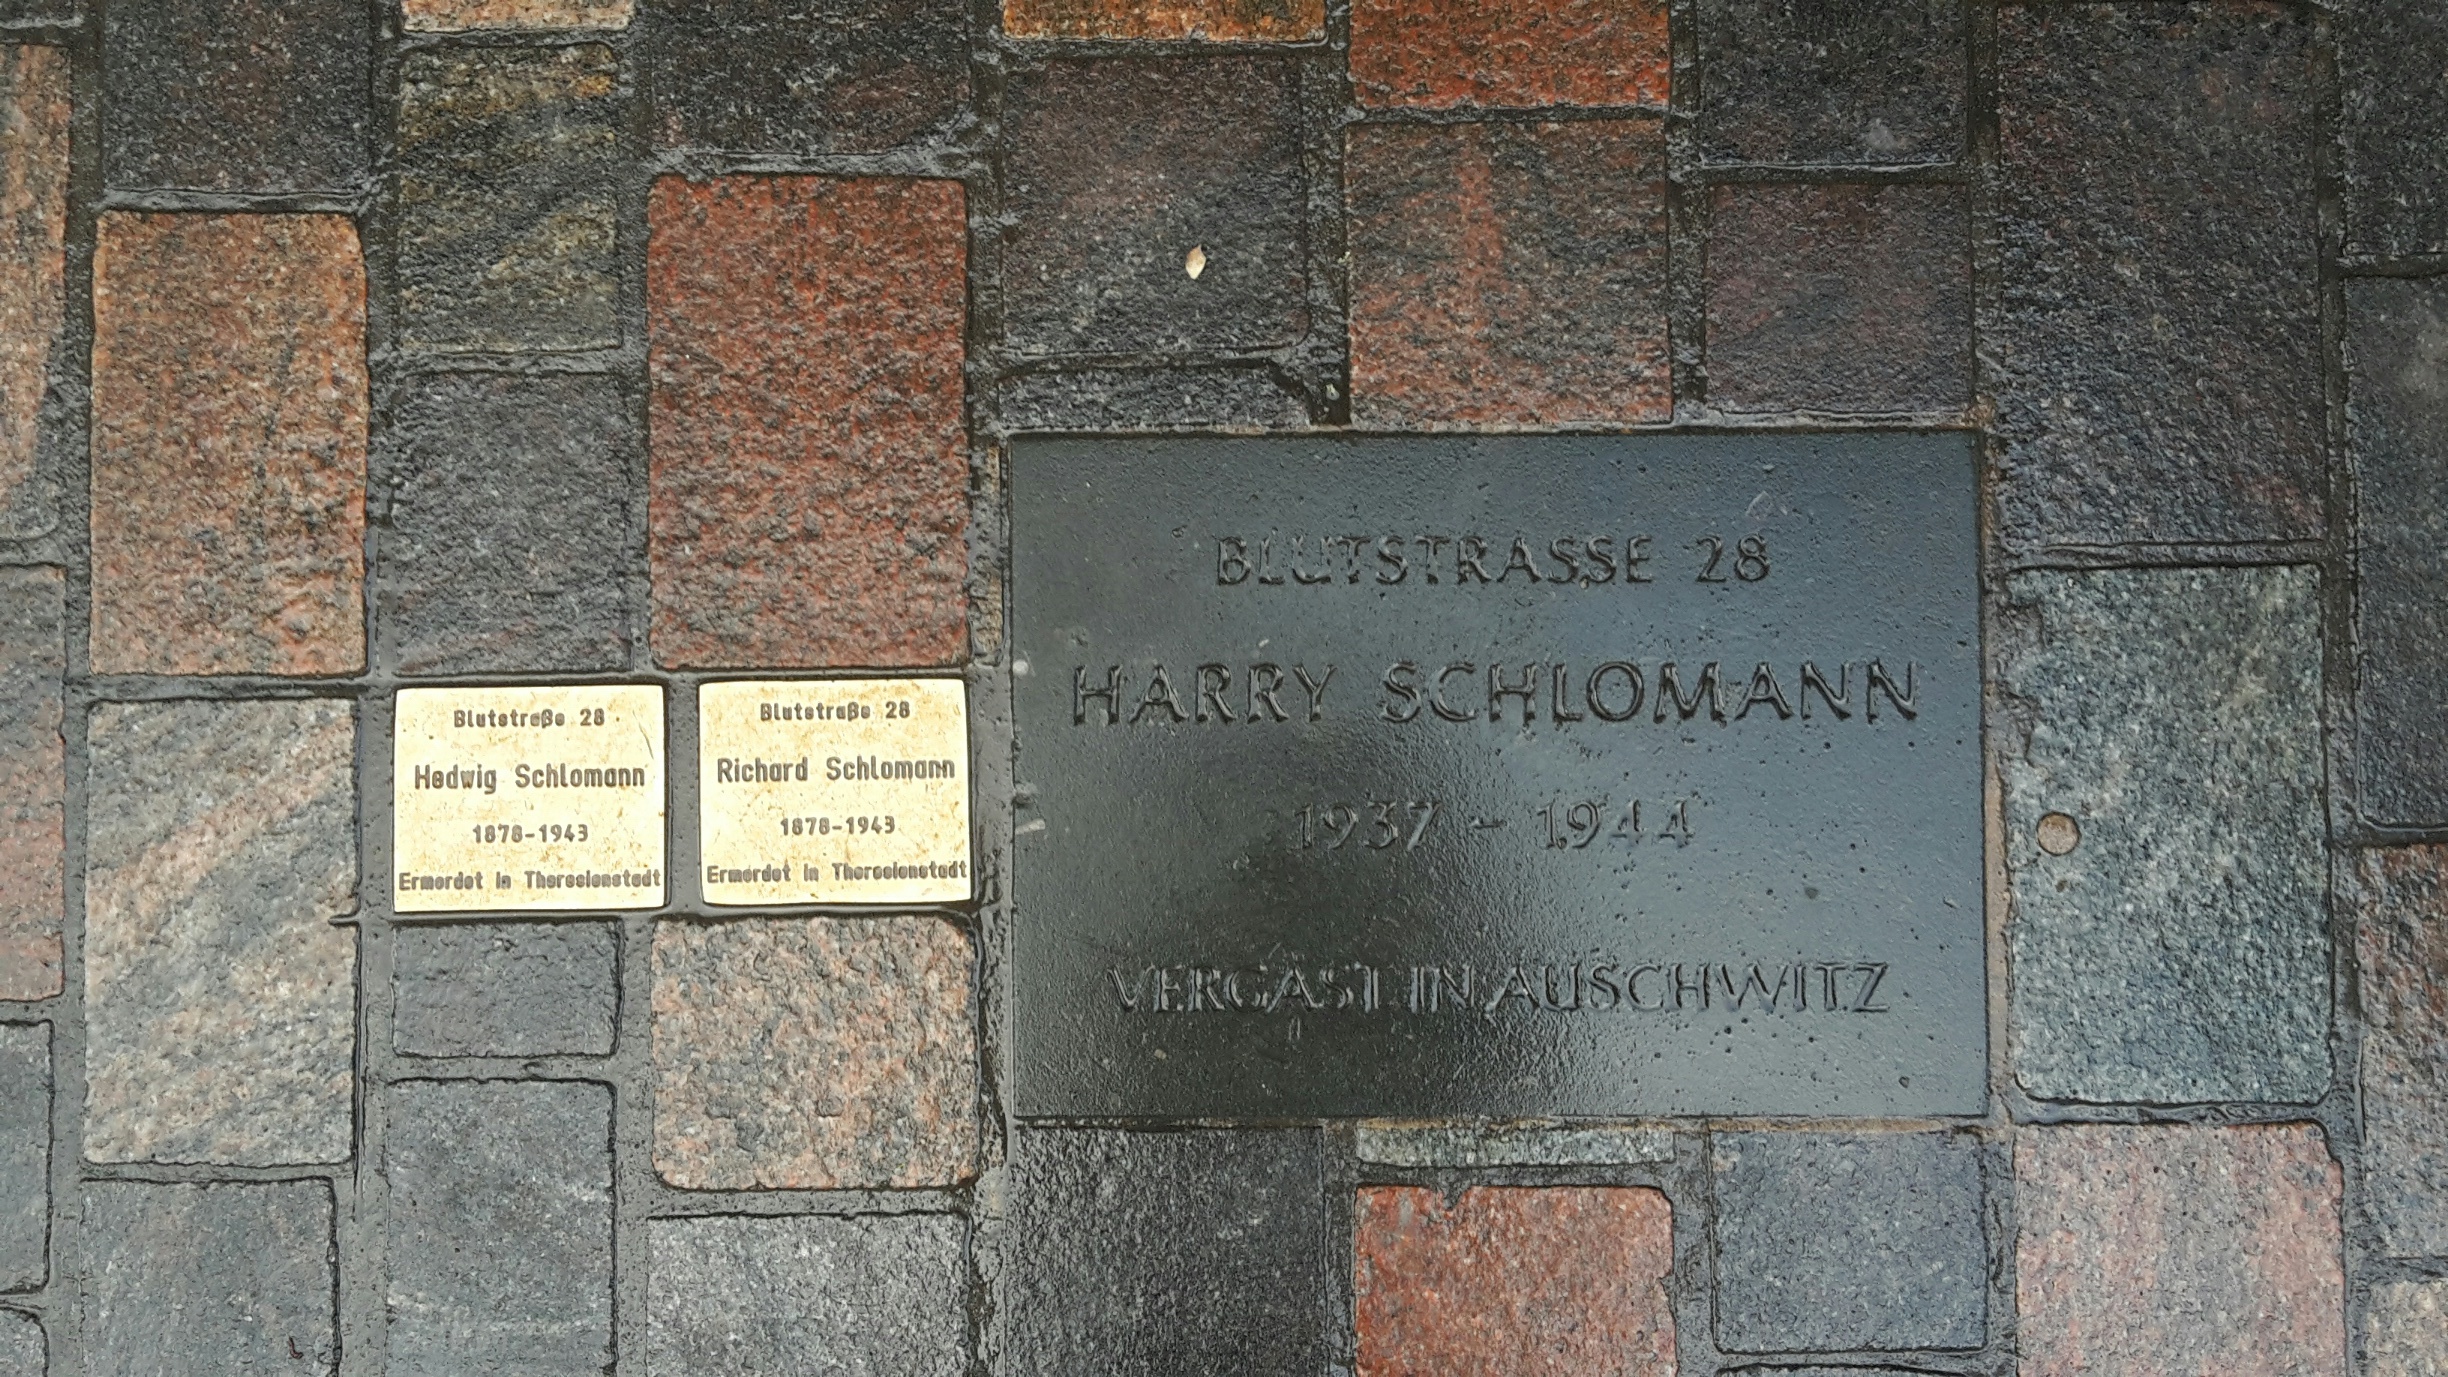 Blutstraße 28
Hedwig Schlomann
1878-1943
Ermordet in Theresienstadt
Blutstraße 28
Richard Schlomann
1878-1943
Ermordet in Theresienstadt
BLUTSTRASSE 28
HARRY SCHLOMANN
1937 - 1944
VERGAST IN AUSCHWITZ